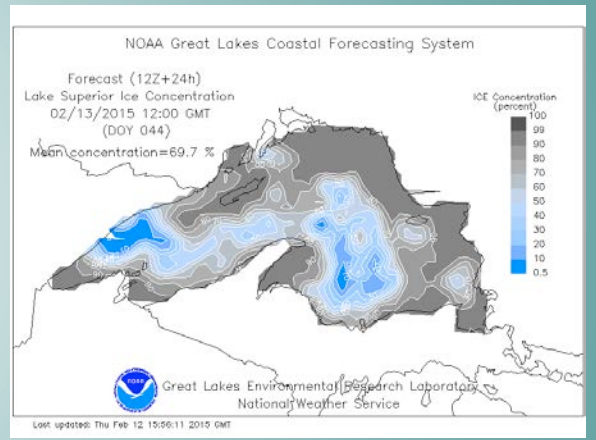 NOAA Great Lakes Coastal Forecasting System
Forecast (12Z+24h)
Lake Superior Ice Concentration
02/13/2015 12:00 GMT
(DOY 044)
Mean concentration=69.7 %
ICE Concentration
(percent)
100
99
90
80
70
60
50
40
30
20
10
0.5
NOAA
Great Lakes Environmental Research Laboratory
National Weather Service
Last updated: Thu Feb 12 15:56:11 2015 GMT